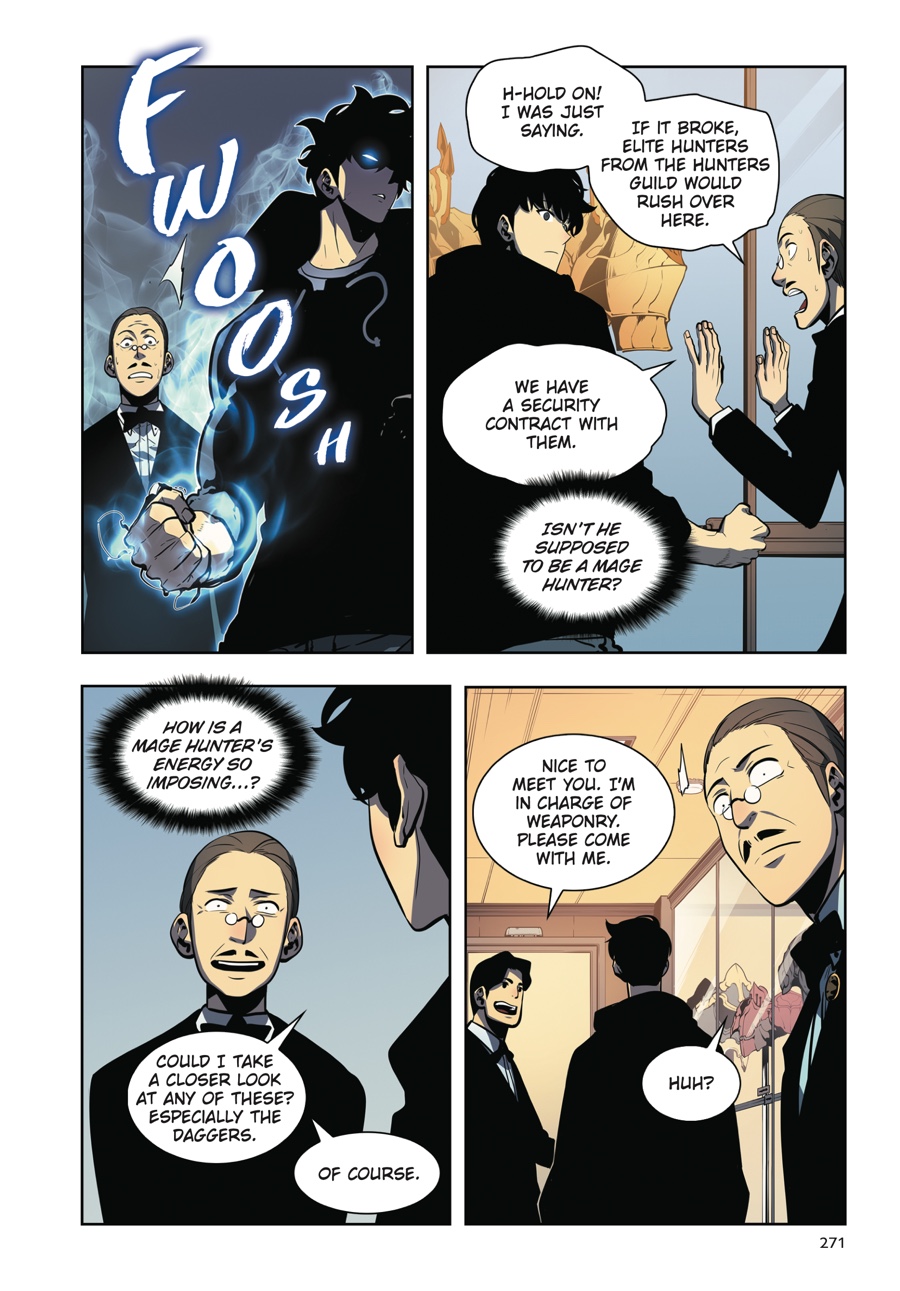 FWOOSH
H-HOLD ON!
I WAS JUST
SAYING.
IF IT BROKE,
ELITE HUNTERS
FROM THE HUNTERS
GUILD WOULD
RUSH OVER
HERE.
WE HAVE
A SECURITY
CONTRACT WITH
THEM.
ISN'T HE
SUPPOSED
TO BE A MAGE
HUNTER?
HOW IS A
MAGE HUNTER'S
ENERGY SO
IMPOSING...?
COULD I TAKE
A CLOSER LOOK
AT ANY OF THESE?
ESPECIALLY THE
DAGGERS.
OF COURSE.
NICE TO
MEET YOU. I'M
IN CHARGE OF
WEAPONRY.
PLEASE COME
WITH ME.
HUH?
271